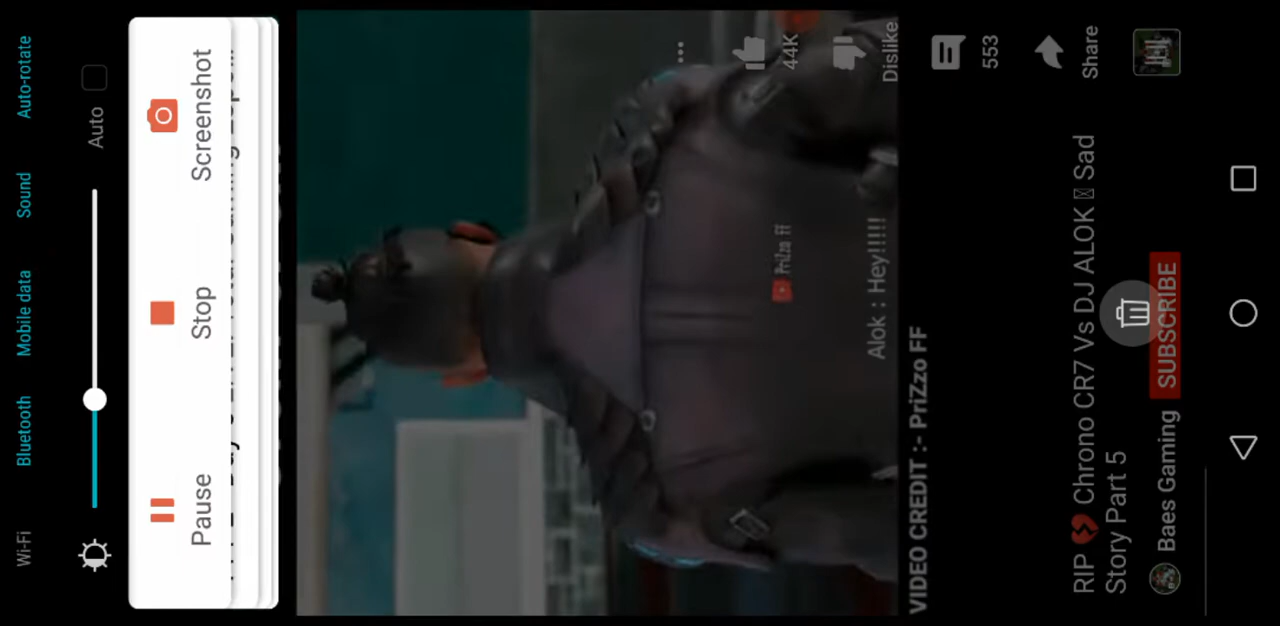 Wi-Fi
Bluetooth
Mobile data
Sound
Auto-rotate
Auto
Pause
Stop
Screenshot
PriZzo ff
Alok : Hey!!!!!
44K
Dislike
553
Share
VIDEO CREDIT :- PriZzo FF
RIP 💔 Chrono CR7 Vs DJ ALOK Sad
Story Part 5
Baes Gaming SUBSCRIBE